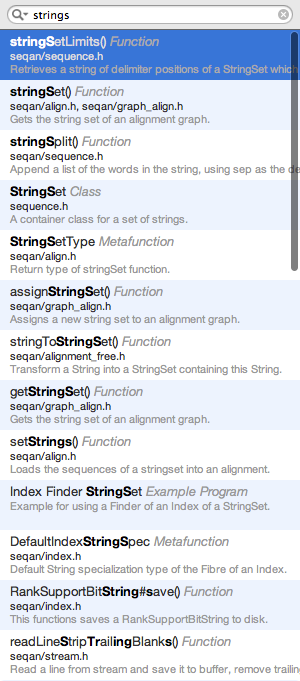 strings
stringSetLimits() Function
seqan/sequence.h
Retrieves a string of delimiter positions of a StringSet which
stringSet() Function
seqan/align.h, seqan/graph_align.h
Gets the string set of an alignment graph.
stringSplit() Function
seqan/sequence.h
Append a list of the words in the string, using sep as the de
StringSet Class
sequence.h
A container class for a set of strings.
StringSetType Metafunction
seqan/align.h
Return type of stringSet function.
assignStringSet() Function
seqan/graph_align.h
Assigns a new string set to an alignment graph.
stringToStringSet() Function
seqan/alignment_free.h
Transform a String into a StringSet containing this String.
getStringSet() Function
seqan/graph_align.h
Gets the string set of an alignment graph.
setStrings() Function
seqan/align.h
Loads the sequences of a stringset into an alignment.
Index Finder StringSet Example Program
Example for using a Finder of an Index of a StringSet.
DefaultIndexStringSpec Metafunction
seqan/index.h
Default String specialization type of the Fibre of an Index.
RankSupportBitString#save() Function
seqan/index.h
This functions saves a RankSupportBitString to disk.
readLineStripTrailingBlanks() Function
seqan/stream.h
Read a line from stream and save it to buffer, remove trailin